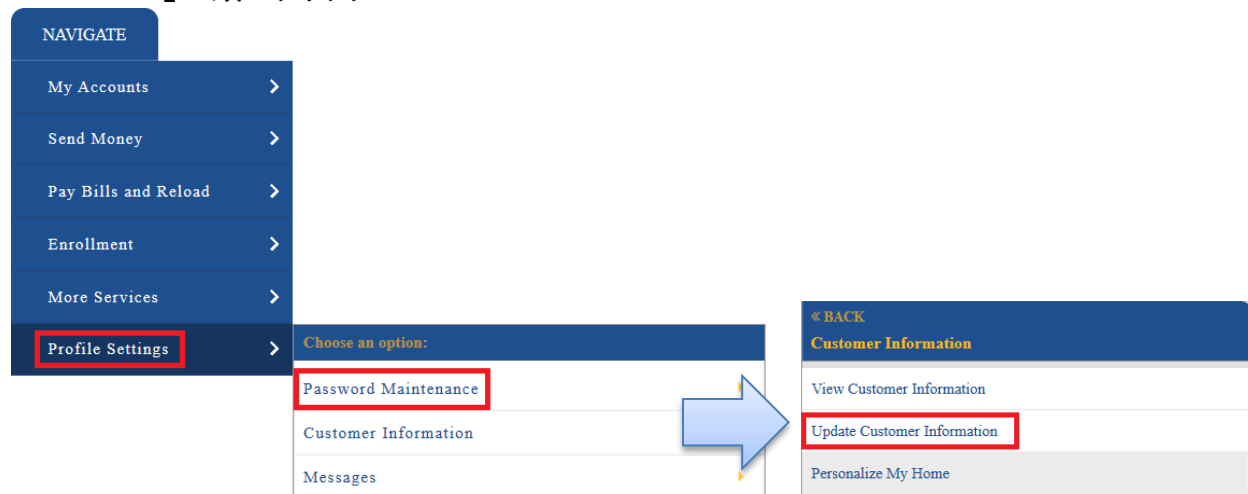 NAVIGATE
My Accounts
Send Money
Pay Bills and Reload
Enrollment
More Services
Profile Settings
Choose an option:
Password Maintenance
Customer Information
Messages
« BACK
Customer Information
View Customer Information
Update Customer Information
Personalize My Home